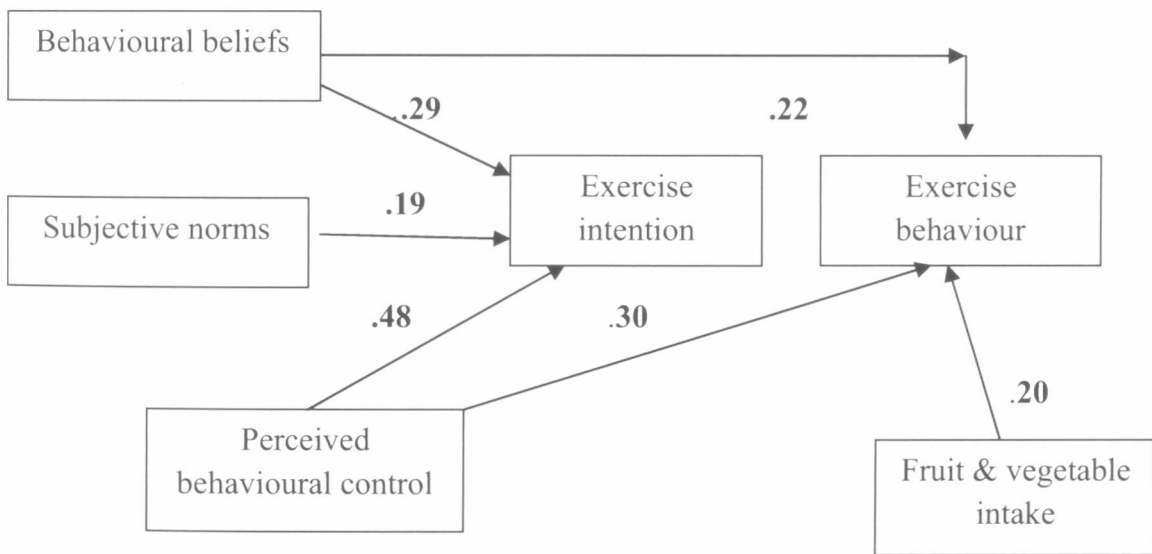 Behavioural beliefs
.29
.22
Exercise
intention
Exercise
behaviour
Subjective norms
.19
.48
.30
.20
Perceived
behavioural control
Fruit & vegetable
intake